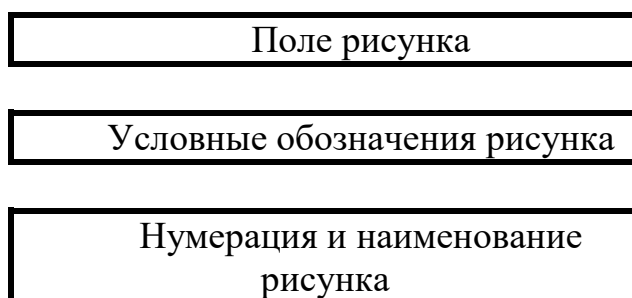 Поле рисунка
Условные обозначения рисунка
Нумерация и наименование
рисунка